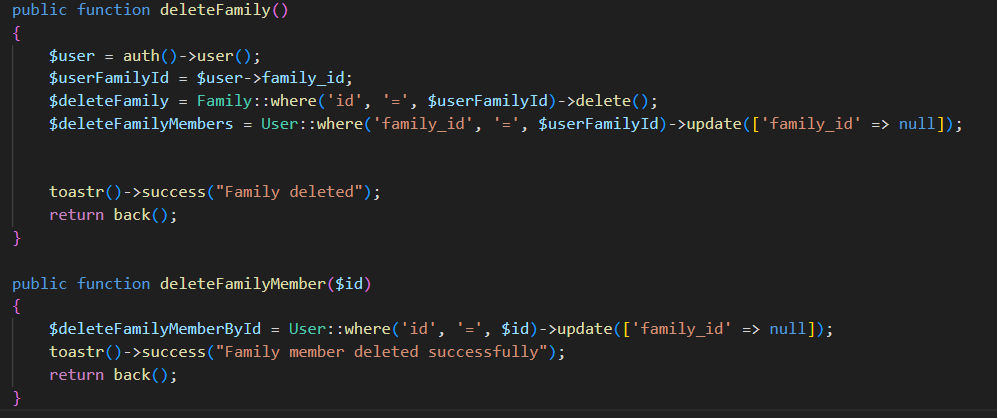 public function deleteFamily()
{
    $user = auth()->user();
    $userFamilyId = $user->family_id;
    $deleteFamily = Family::where('id', '=', $userFamilyId)->delete();
    $deleteFamilyMembers = User::where('family_id', '=', $userFamilyId)->update(['family_id' => null]);
    toastr()->success("Family deleted");
    return back();
}
public function deleteFamilyMember($id)
{
    $deleteFamilyMemberById = User::where('id', '=', $id)->update(['family_id' => null]);
    toastr()->success("Family member deleted successfully");
    return back();
}